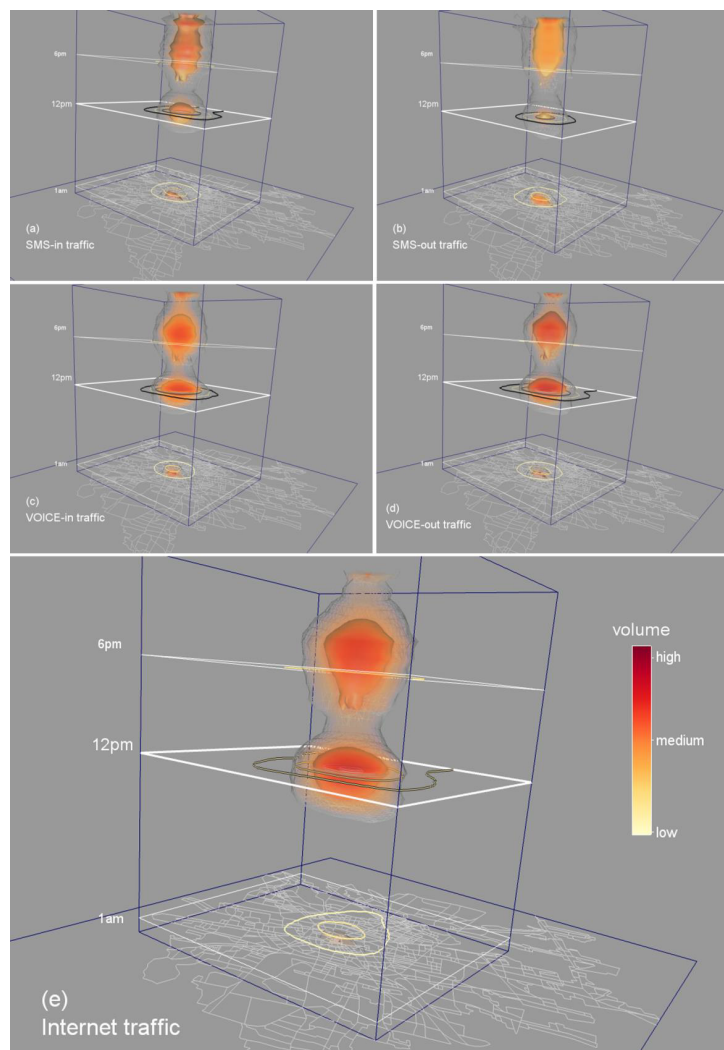 6pm
12pm
1am
(a)
SMS-in traffic
6pm
12pm
1am
(b)
SMS-out traffic
6pm
12pm
1am
(c)
VOICE-in traffic
6pm
12pm
1am
(d)
VOICE-out traffic
volume
high
medium
low
6pm
12pm
1am
(e)
Internet traffic